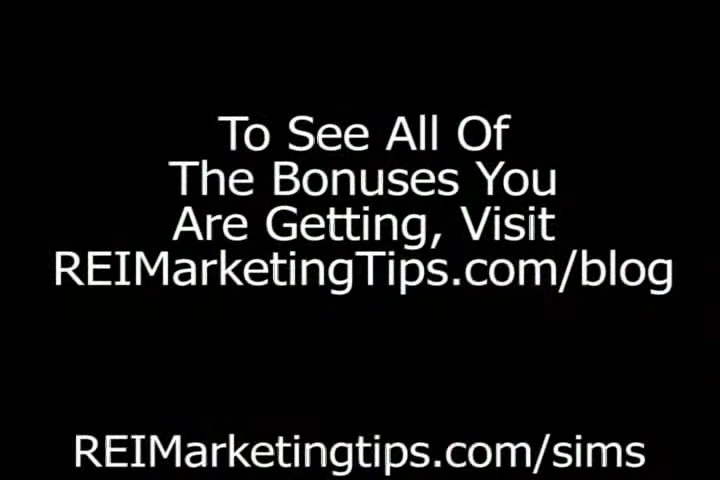 To See All Of
The Bonuses You
Are Getting, Visit
REIMarketingTips.com/blog
REIMarketingtips.com/sims